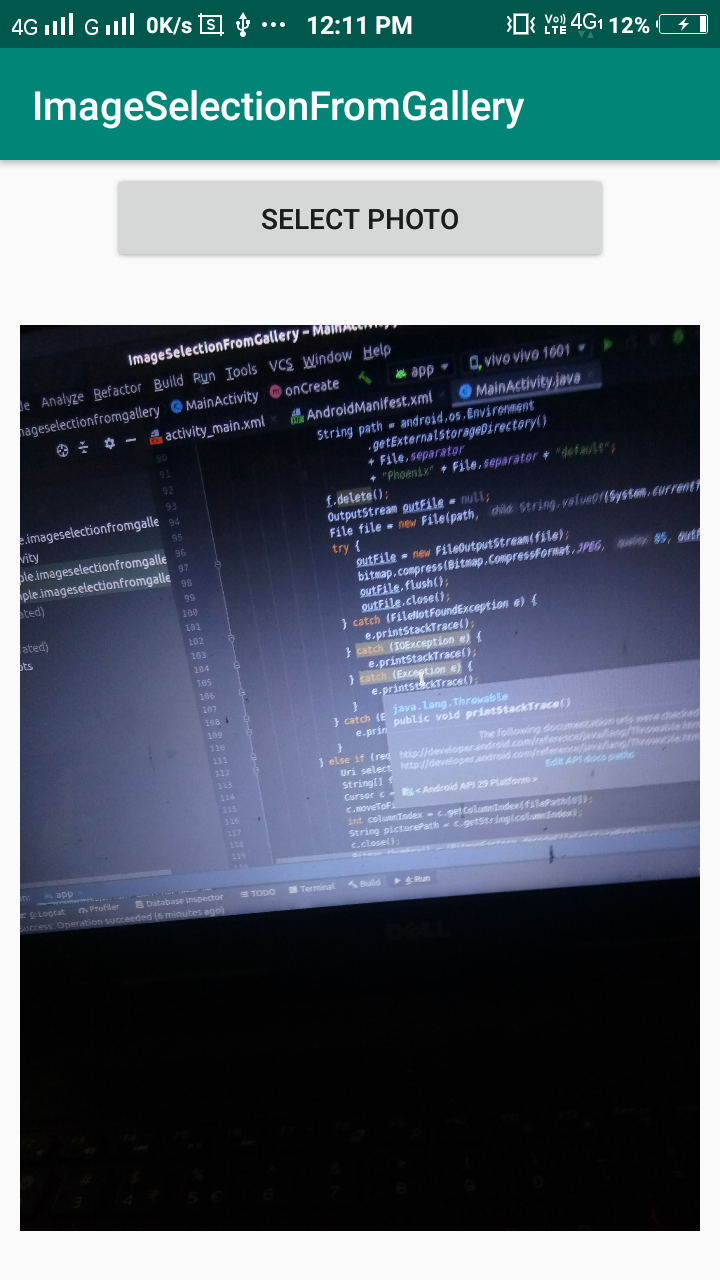 4G G 0K/s S 12:11 PM Vo)) LTE 4G1 12%
ImageSelectionFromGallery
SELECT PHOTO
ImageSelectionFromGallery –
Analyze Refactor Build Run Tools VCS Window Help
MainActivity onCreate app vivo vivo 1601
activity_main.xml AndroidManifest.xml MainActivity.java
String path = android.os.Environment
.getExternalStorageDirectory()
+ File.separator
+ "Phoenix" + File.separator + "default";
f.delete();
OutputStream outFile = null;
File file = new File(path, child: String.valueOf(System.current
try {
outFile = new FileOutputStream(file);
bitmap.compress(Bitmap.CompressFormat.JPEG, quality: 85, outF
outFile.flush();
outFile.close();
} catch (FileNotFoundException e) {
e.printStackTrace();
} catch (IOException e) {
e.printStackTrace();
} catch (Exception e) {
e.printStackTrace();
}
} catch (E
e.prin
}
} else if (req
Uri select
String[] f
Cursor c =
c.moveToFi
int columnIndex = c.getColumnIndex(filePath[0]);
String picturePath = c.getString(columnIndex);
c.close();
java.lang.Throwable
public void printStackTrace()
The following documentation urls were checked
http://developer.android.com/reference/java/lang/Throwable.html
http://developer.android.com/reference/java/lang/Throwable.html
Edit API docs paths
< Android API 29 Platform >
90
91
92
93
94
95
96
97
98
99
100
101
102
103
104
105
106
107
108
109
110
111
112
113
114
115
116
117
118
119
e.imageselectionfromgalle
vity
ple.imageselectionfromgalle
ple.imageselectionfromgalle
ated)
ated)
ots
app
6: Logcat Profiler Database Inspector TODO Terminal Build 4: Run
Success: Operation succeeded (6 minutes ago)
DELL